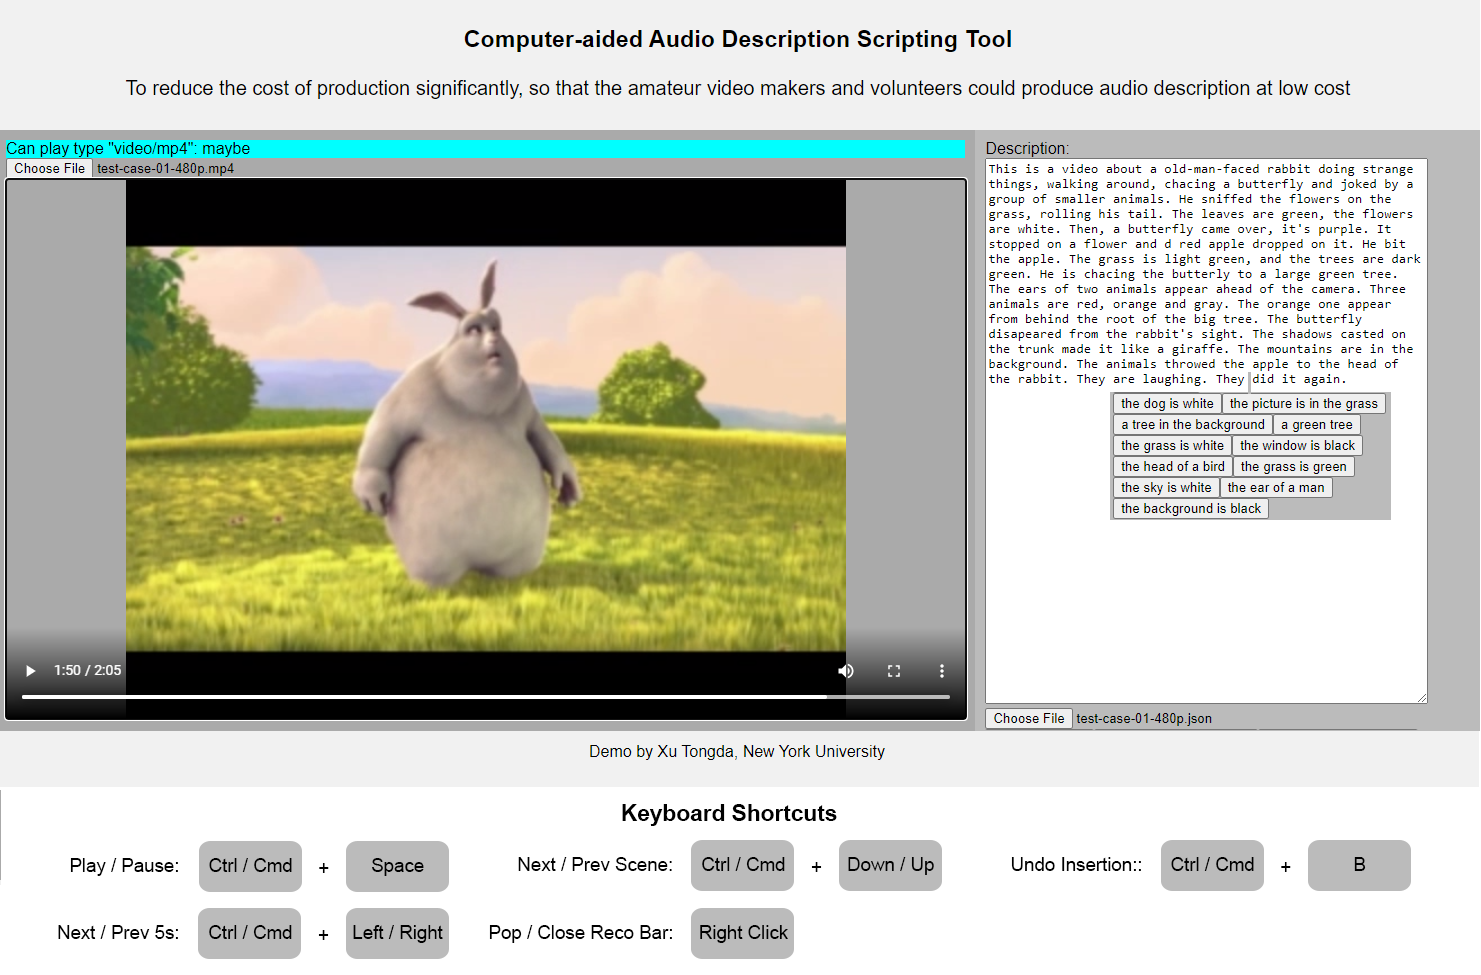 Computer-aided Audio Description Scripting Tool
To reduce the cost of production significantly, so that the amateur video makers and volunteers could produce audio description at low cost
Can play type "video/mp4": maybe
Choose File test-case-01-480p.mp4
1:50 / 2:05
Description:
This is a video about a old-man-faced rabbit doing strange
things, walking around, chacing a butterfly and joked by a
group of smaller animals. He sniffed the flowers on the
grass, rolling his tail. The leaves are green, the flowers
are white. Then, a butterfly came over, it's purple. It
stopped on a flower and d red apple dropped on it. He bit
the apple. The grass is light green, and the trees are dark
green. He is chacing the butterly to a large green tree.
The ears of two animals appear ahead of the camera. Three
animals are red, orange and gray. The orange one appear
from behind the root of the big tree. The butterfly
disapeared from the rabbit's sight. The shadows casted on
the trunk made it like a giraffe. The mountains are in the
background. The animals throwed the apple to the head of
the rabbit. They are laughing. They did it again.
the dog is white the picture is in the grass
a tree in the background a green tree
the grass is white the window is black
the head of a bird the grass is green
the sky is white the ear of a man
the background is black
Choose File test-case-01-480p.json
Demo by Xu Tongda, New York University
Keyboard Shortcuts
Play / Pause: Ctrl / Cmd + Space Next / Prev Scene: Ctrl / Cmd + Down / Up Undo Insertion:: Ctrl / Cmd + B
Next / Prev 5s: Ctrl / Cmd + Left / Right Pop / Close Reco Bar: Right Click